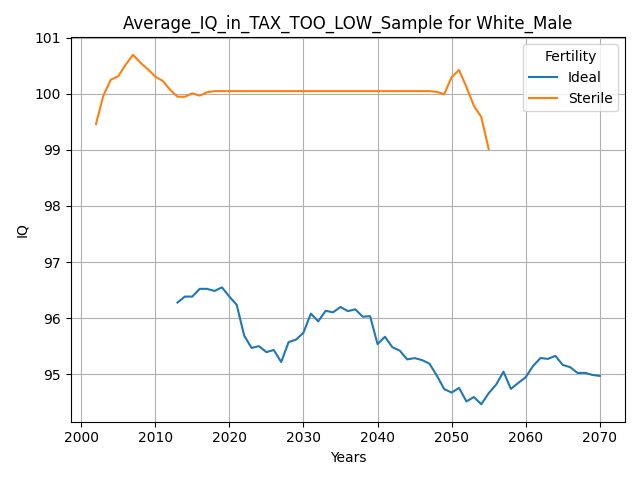 Average_IQ_in_TAX_TOO_LOW_Sample for White_Male
Fertility
Ideal
Sterile
101
100
99
98
97
96
95
IQ
2000 2010 2020 2030 2040 2050 2060 2070
Years